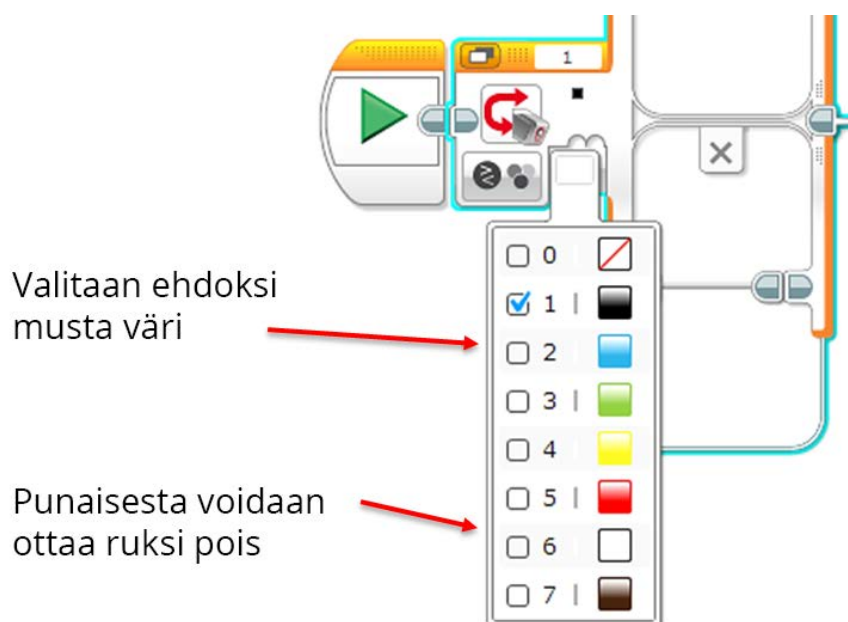 1
0
1
2
3
4
5
6
7
Valitaan ehdoksi
musta väri
Punaisesta voidaan
ottaa ruksi pois